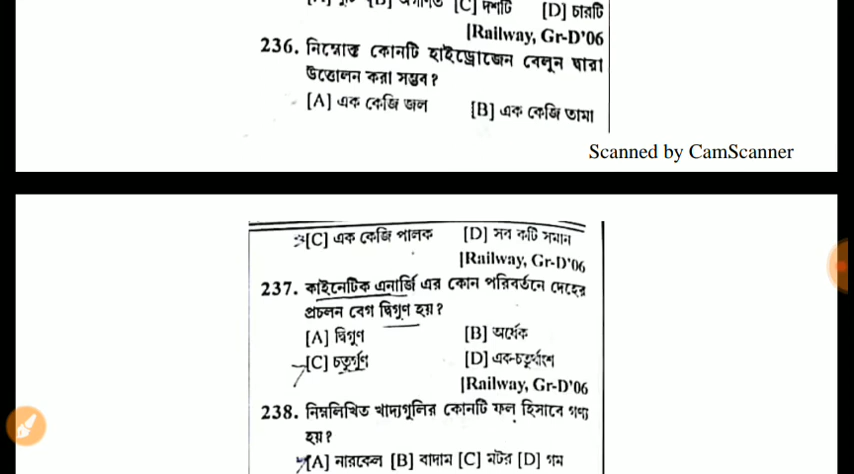 [C] দশটি [D] চারটি
[Railway, Gr-D'06
236. নিম্নোক্ত কোনটি হাইড্রোজেন বেলুন দ্বারা
উত্তোলন করা সম্ভব?
[A] এক কেজি জল [B] এক কেজি তামা
Scanned by CamScanner
[C] এক কেজি পালক [D] সব কটি সমান
[Railway, Gr-D'06
237. কাইনেটিক এনার্জি এর কোন পরিবর্তনে দেহের
প্রচলন বেগ দ্বিগুণ হয়?
[A] দ্বিগুণ [B] অর্ধেক
[C] চতুর্গুণ [D] এক-চতুর্থাংশ
[Railway, Gr-D'06
238. নিম্নলিখিত খাদ্যগুলির কোনটি ফল হিসাবে গণ্য
হয়?
[A] নারকেল [B] বাদাম [C] মটর [D] গম